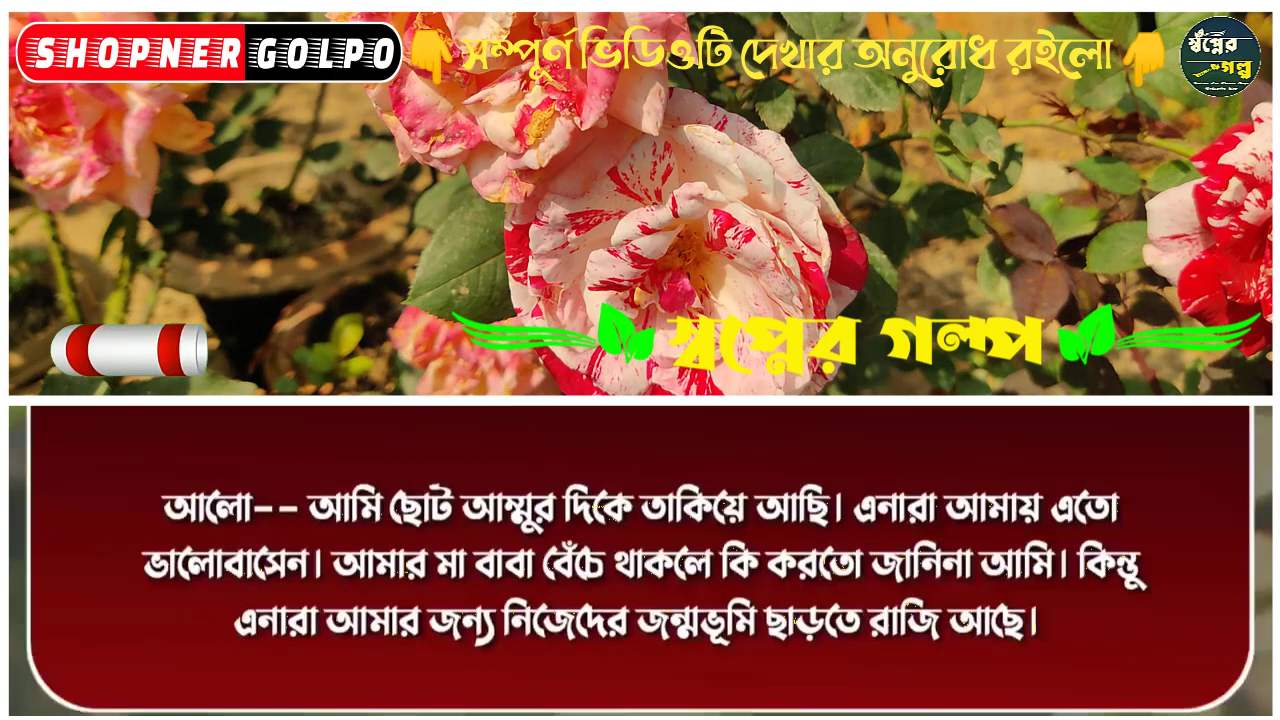 SHOPNER GOLPO
সম্পূর্ণ ভিডিওটি দেখার অনুরোধ রইলো
স্বপ্নের
গল্প
স্বপ্নের গল্প
আলো-- আমি ছোট আম্মুর দিকে তাকিয়ে আছি। এনারা আমায় এতো
ভালোবাসেন। আমার মা বাবা বেঁচে থাকলে কি করতো জানিনা আমি। কিন্তু
এনারা আমার জন্য নিজেদের জন্মভূমি ছাড়তে রাজি আছে।